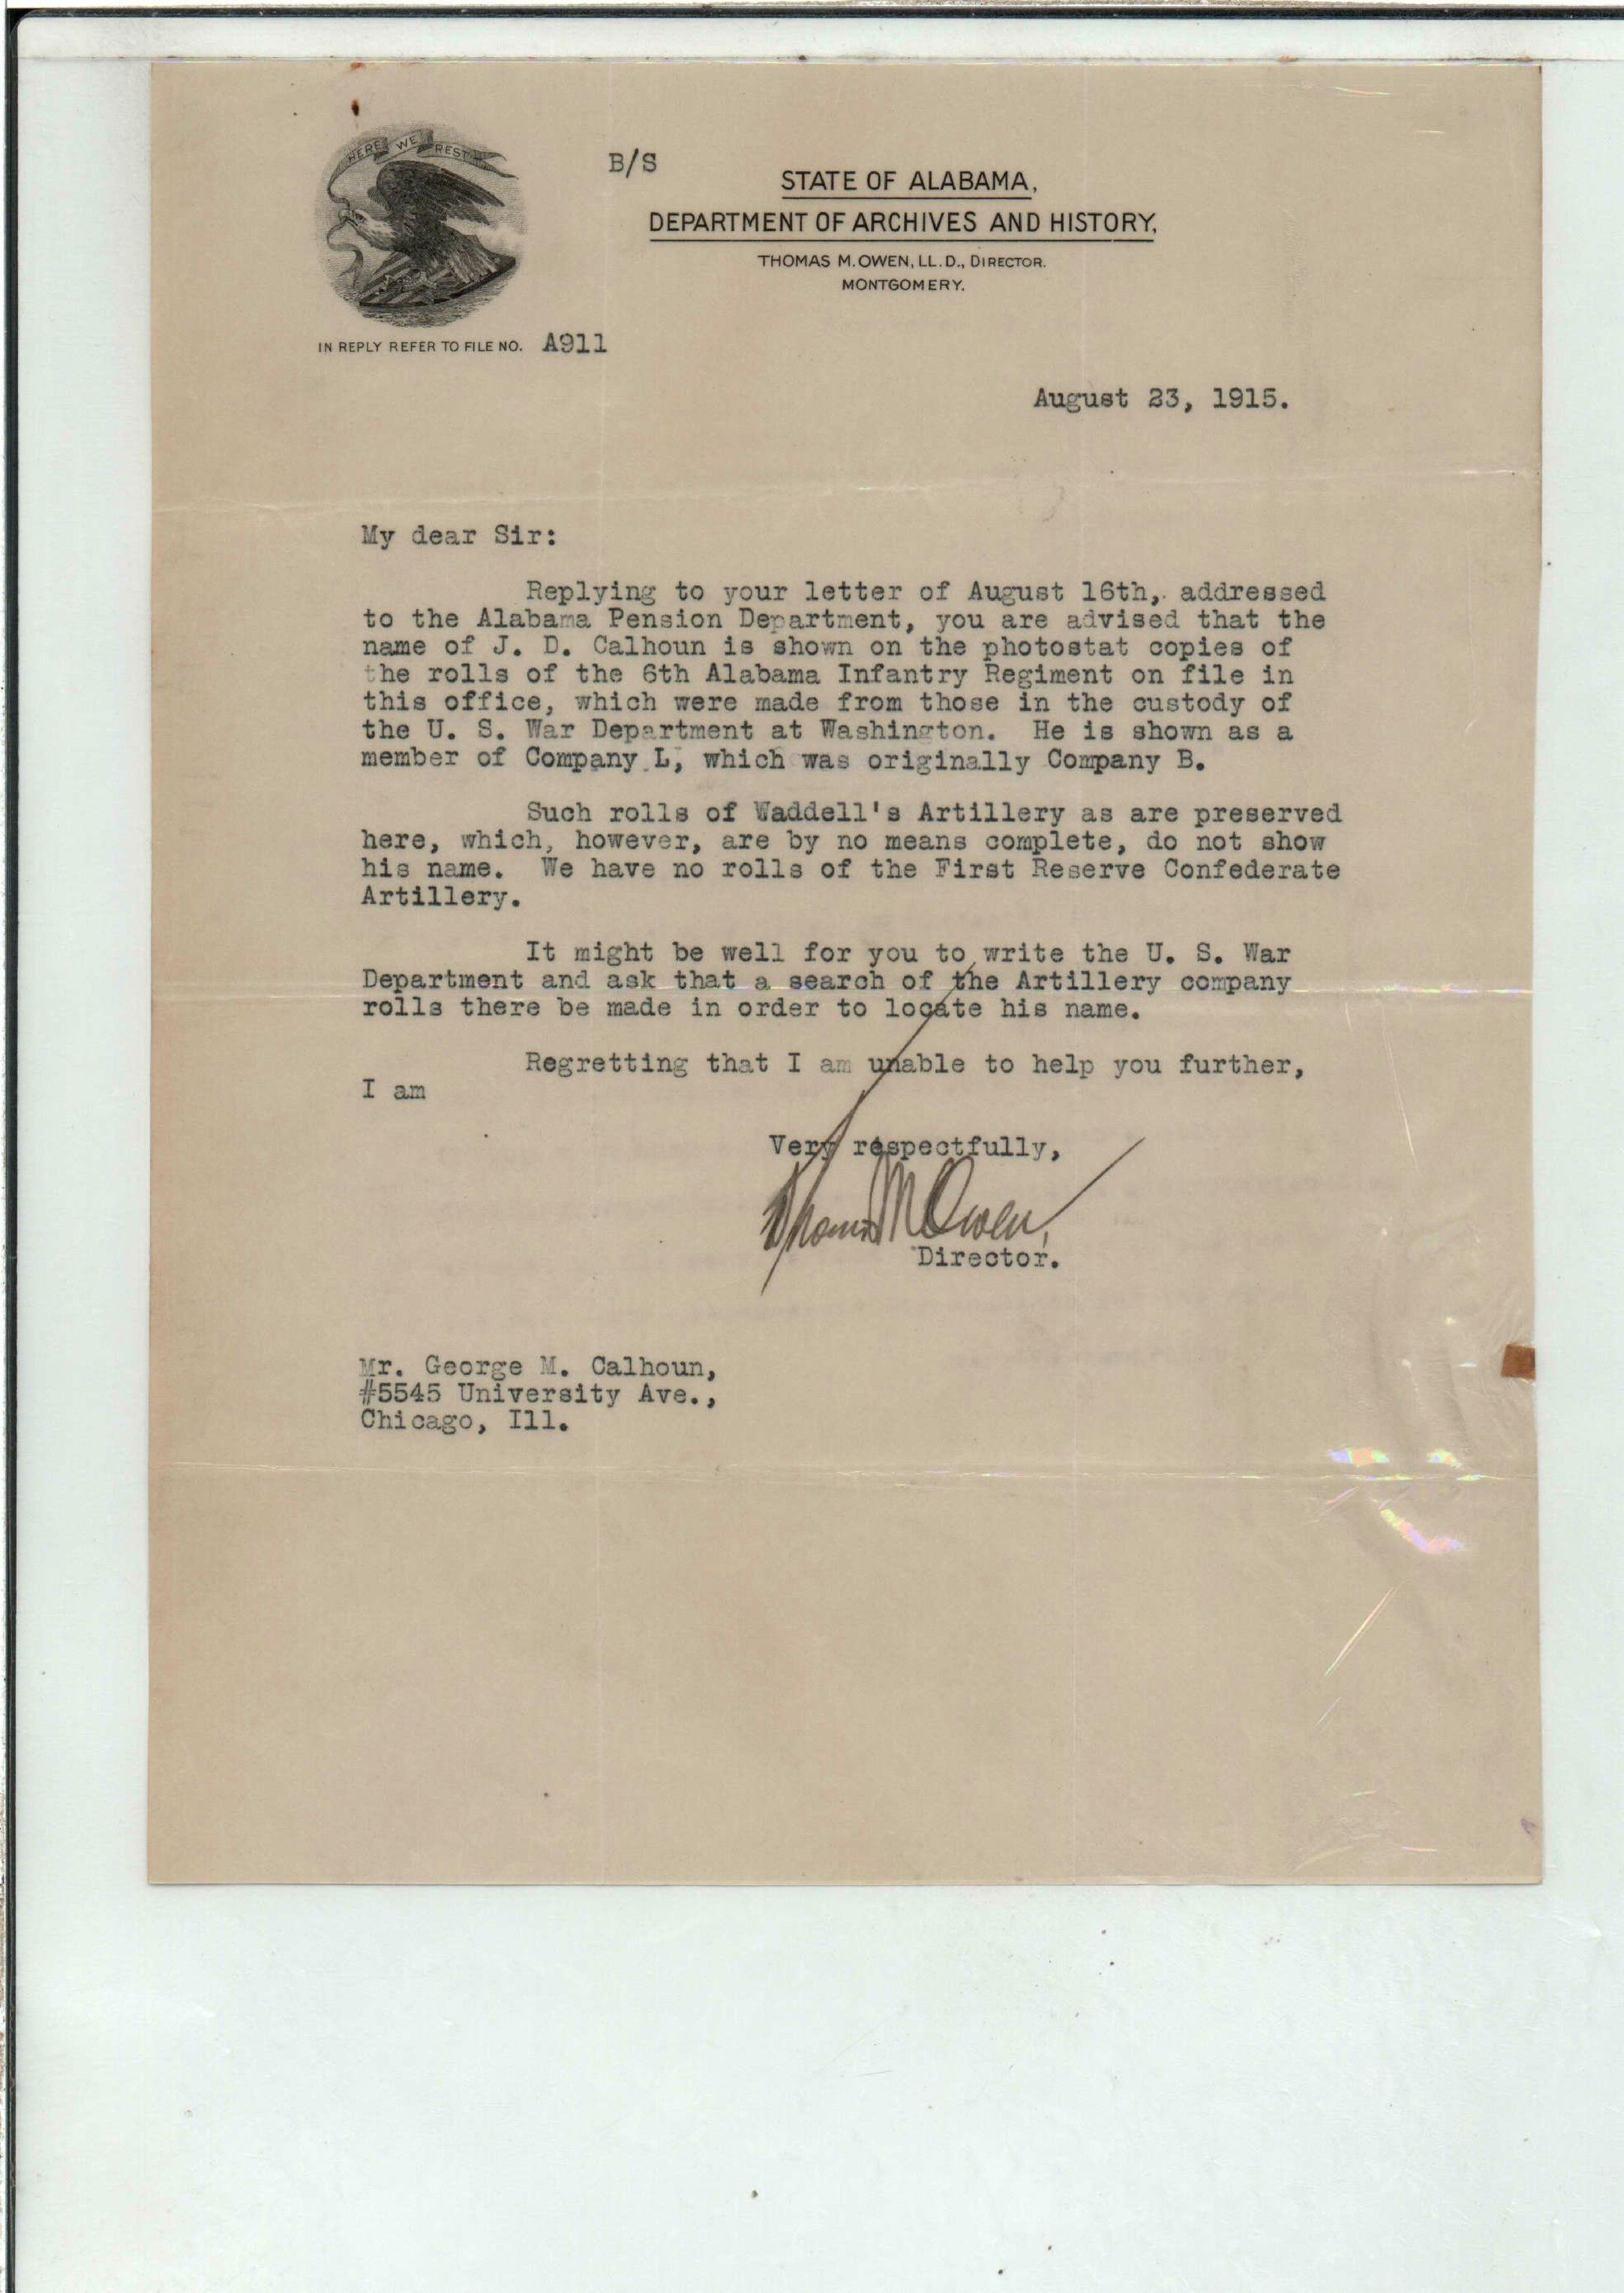 HERE WE REST
B/S
STATE OF ALABAMA,
DEPARTMENT OF ARCHIVES AND HISTORY,
THOMAS M. OWEN, LL. D., DIRECTOR.
MONTGOMERY.
IN REPLY REFER TO FILE NO. A911
August 23, 1915.
My dear Sir:
Replying to your letter of August 16th, addressed
to the Alabama Pension Department, you are advised that the
name of J. D. Calhoun is shown on the photostat copies of
the rolls of the 6th Alabama Infantry Regiment on file in
this office, which were made from those in the custody of
the U. S. War Department at Washington. He is shown as a
member of Company L, which was originally Company B.
Such rolls of Waddell's Artillery as are preserved
here, which, however, are by no means complete, do not show
his name. We have no rolls of the First Reserve Confederate
Artillery.
It might be well for you to write the U. S. War
Department and ask that a search of the Artillery company
rolls there be made in order to locate his name.
Regretting that I am unable to help you further,
I am
Very respectfully,
Thomas M Owen,
Director.
Mr. George M. Calhoun,
#5545 University Ave.,
Chicago, Ill.